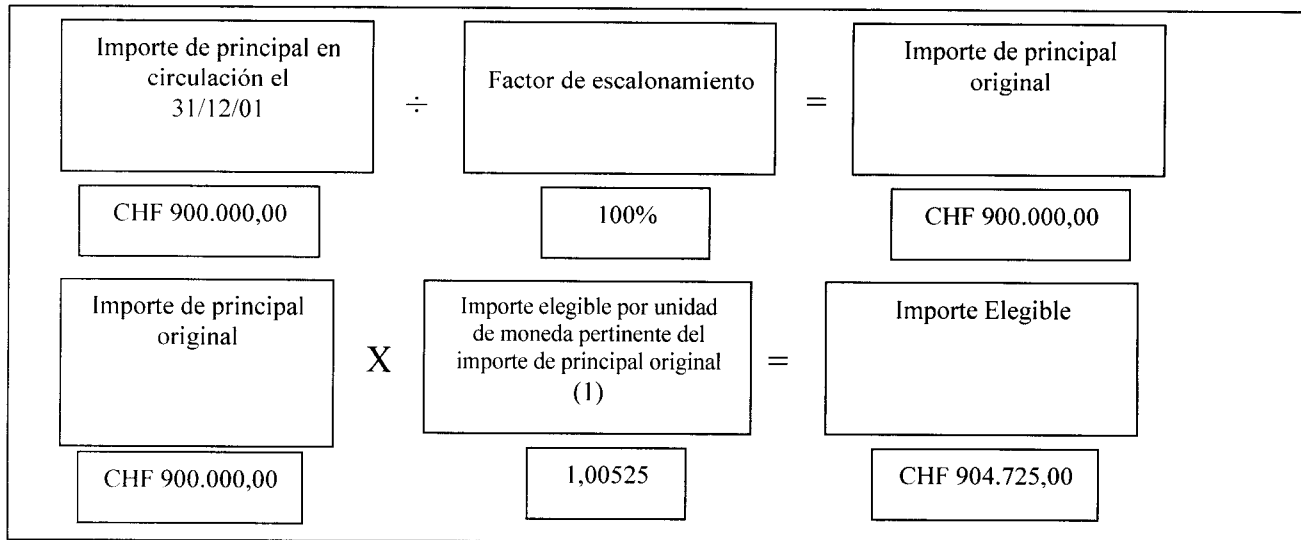 Importe de principal en
circulación el
31/12/01
÷
Factor de escalonamiento
=
Importe de principal
original
CHF 900.000,00
100%
CHF 900.000,00
Importe de principal
original
X
Importe elegible por unidad
de moneda pertinente del
importe de principal original
(1)
=
Importe Elegible
CHF 900.000,00
1,00525
CHF 904.725,00